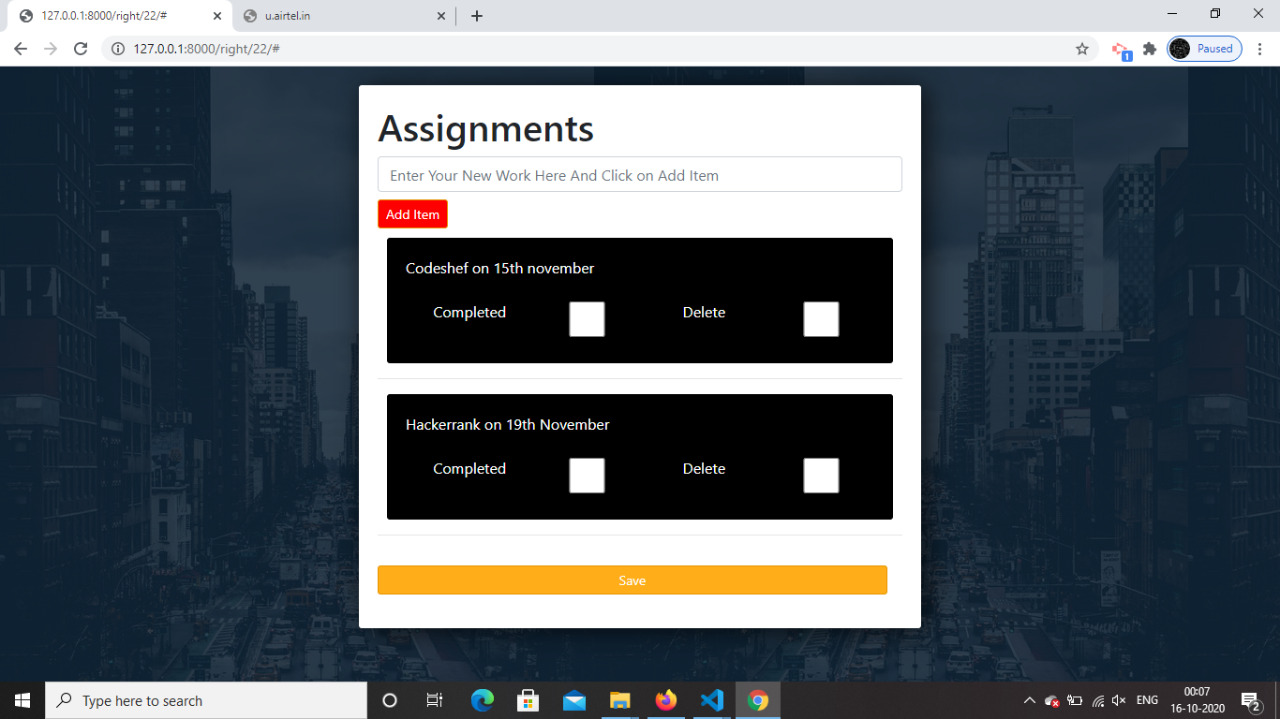 127.0.0.1:8000/right/22/#
u.airtel.in
127.0.0.1:8000/right/22/#
1
Paused
Assignments
Enter Your New Work Here And Click on Add Item
Add Item
Codeshef on 15th november
Completed Delete
Hackerrank on 19th November
Completed Delete
Save
Type here to search
ENG
00:07
16-10-2020
2